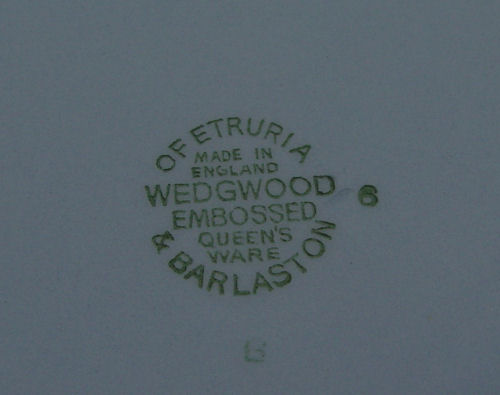 OF ETRURIA
MADE IN
ENGLAND
WEDGWOOD 6
EMBOSSED
QUEEN'S
WARE
& BARLASTON